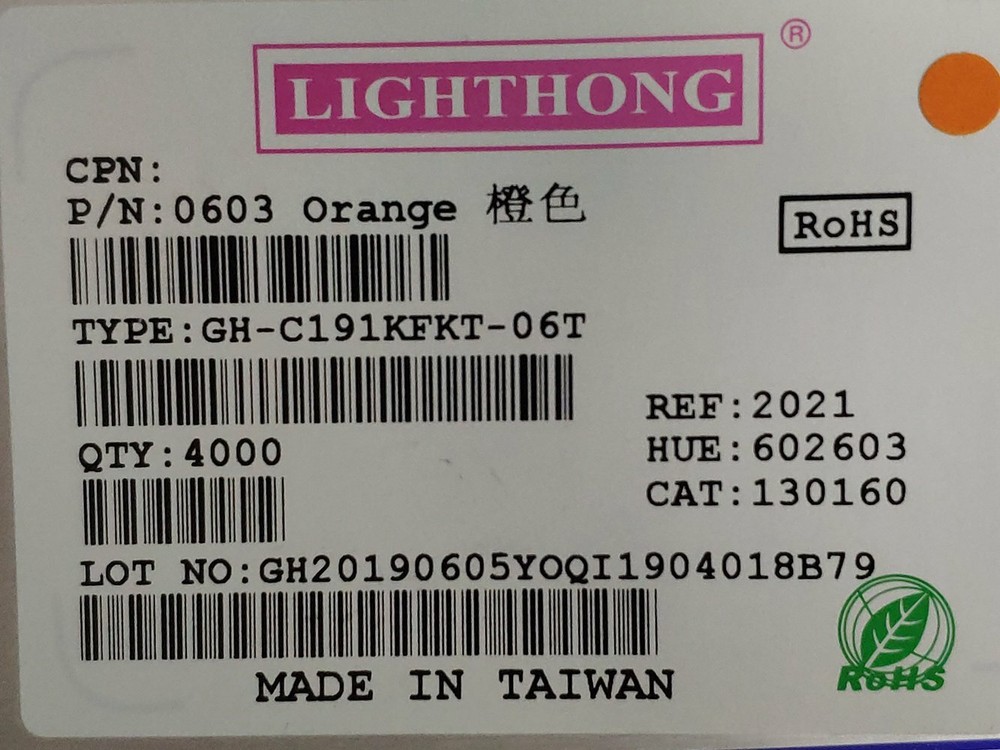 LIGHTHONG ®
CPN:
P/N:0603 Orange 橙色
RoHS
TYPE:GH-C191KFKT-06T
REF:2021
QTY:4000
HUE:602603
CAT:130160
LOT NO:GH20190605YOQI1904018B79
RoHS
MADE IN TAIWAN